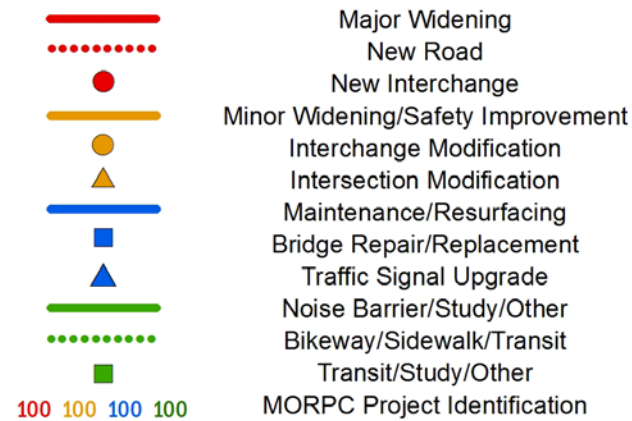 Major Widening
New Road
New Interchange
Minor Widening/Safety Improvement
Interchange Modification
Intersection Modification
Maintenance/Resurfacing
Bridge Repair/Replacement
Traffic Signal Upgrade
Noise Barrier/Study/Other
Bikeway/Sidewalk/Transit
Transit/Study/Other
100 100 100 100 MORPC Project Identification